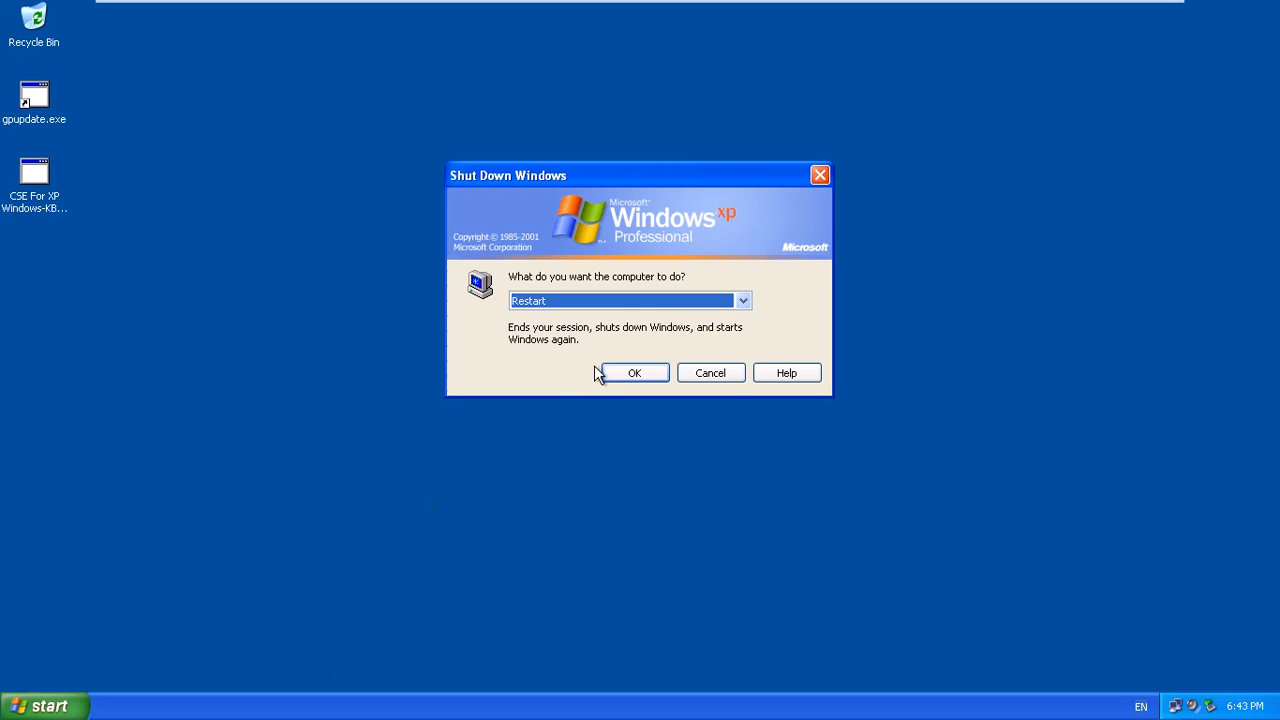 Recycle Bin
gpupdate.exe
CSE For XP
Windows-KB...
Shut Down Windows
Microsoft
Windows xp
Professional
Copyright © 1985-2001
Microsoft Corporation
Microsoft
What do you want the computer to do?
Restart
Ends your session, shuts down Windows, and starts
Windows again.
OK
Cancel
Help
start
EN
6:43 PM